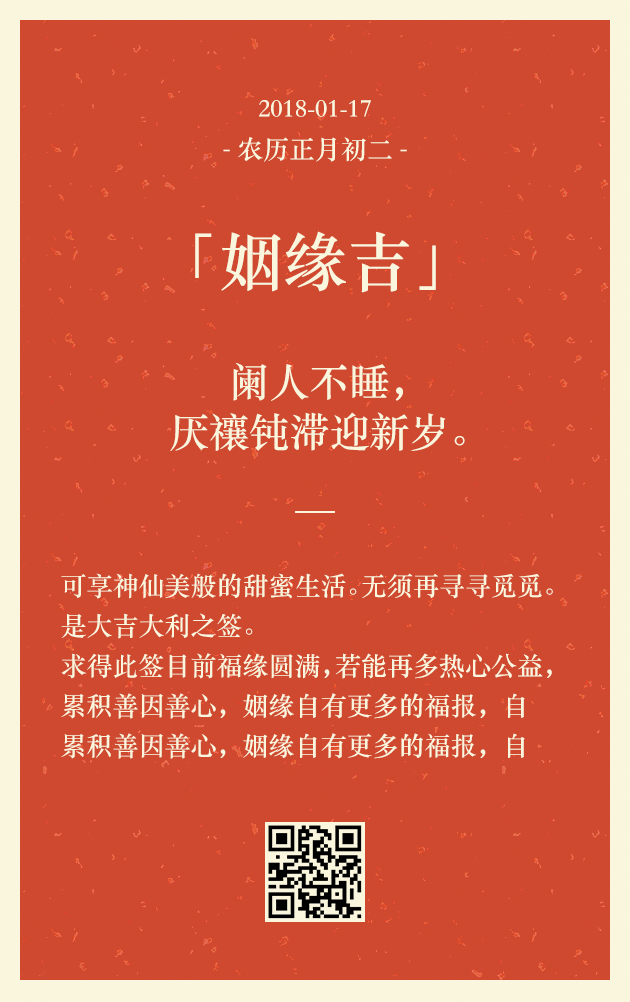 2018-01-17
- 农历正月初二 -
「姻缘吉」
阑人不睡，
厌禳钝滞迎新岁。
可享神仙美般的甜蜜生活。无须再寻寻觅觅。
是大吉大利之签。
求得此签目前福缘圆满，若能再多热心公益，
累积善因善心，姻缘自有更多的福报，自
累积善因善心，姻缘自有更多的福报，自